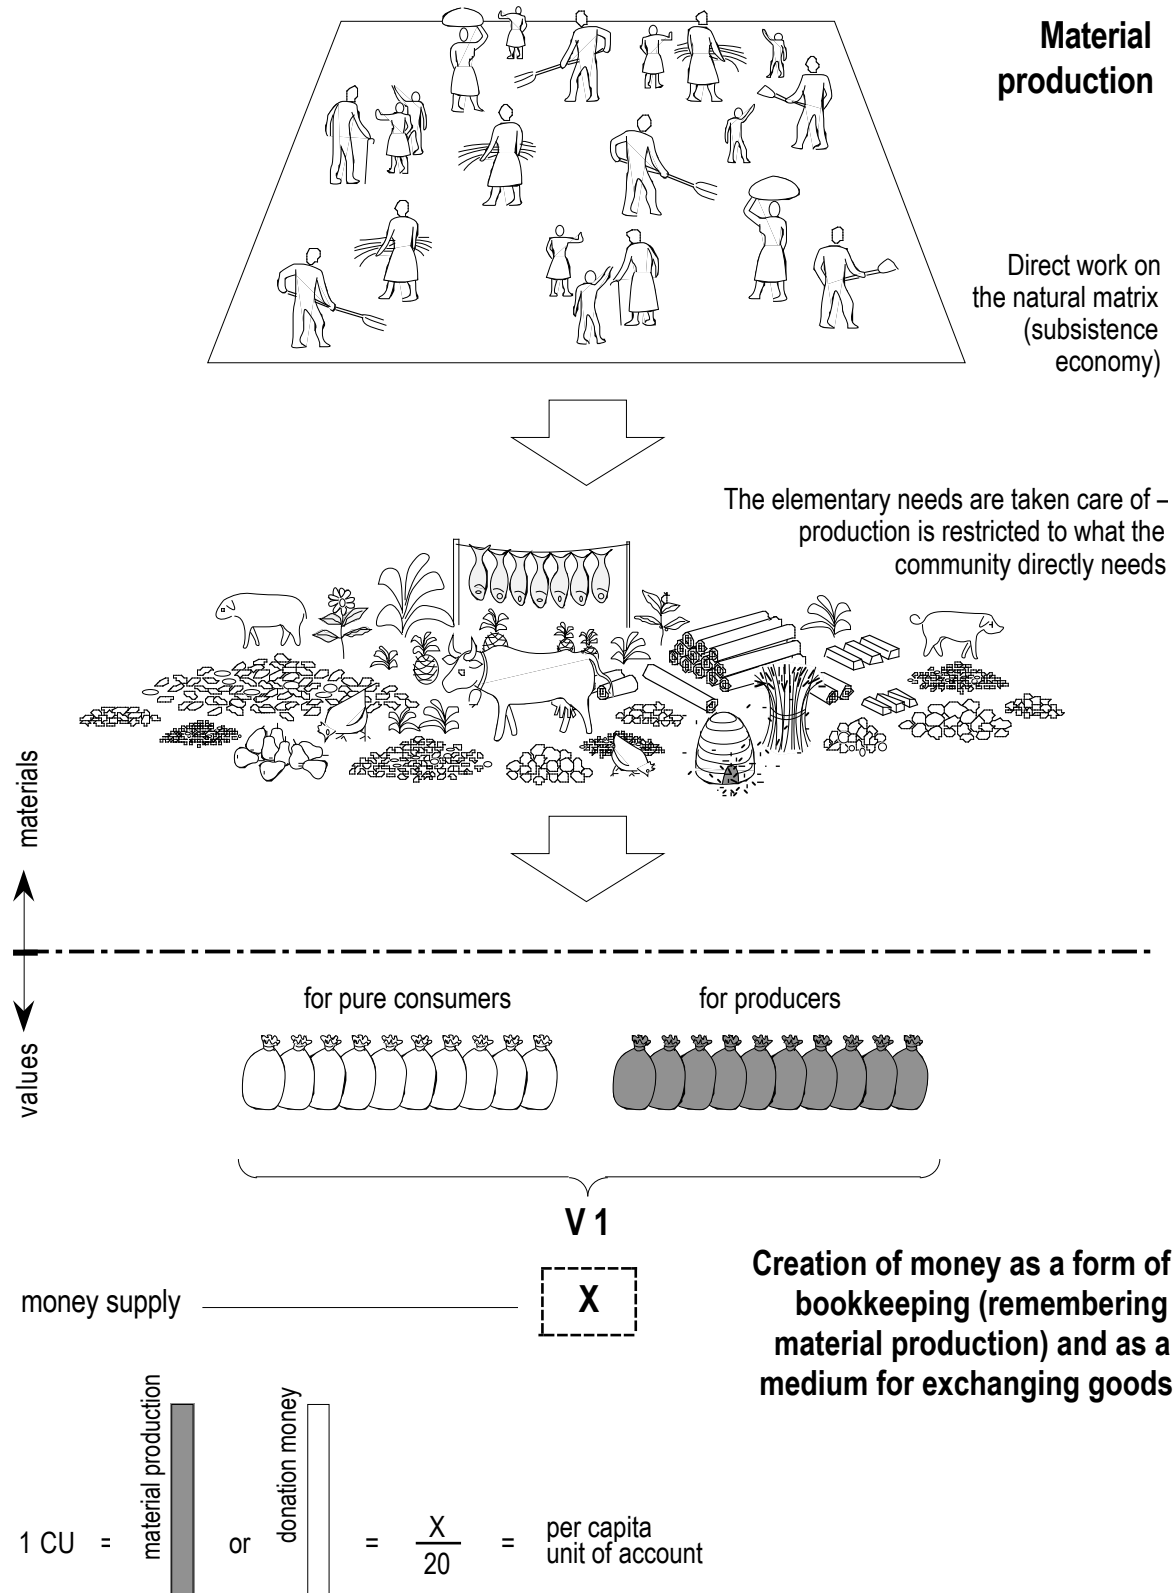 Material
production
Direct work on
the natural matrix
(subsistence
economy)
The elementary needs are taken care of –
production is restricted to what the
community directly needs
materials
values
for pure consumers
for producers
V 1
money supply
X
Creation of money as a form of
bookkeeping (remembering
material production) and as a
medium for exchanging goods
1 CU = material production or donation money = X/20 = per capita
unit of account